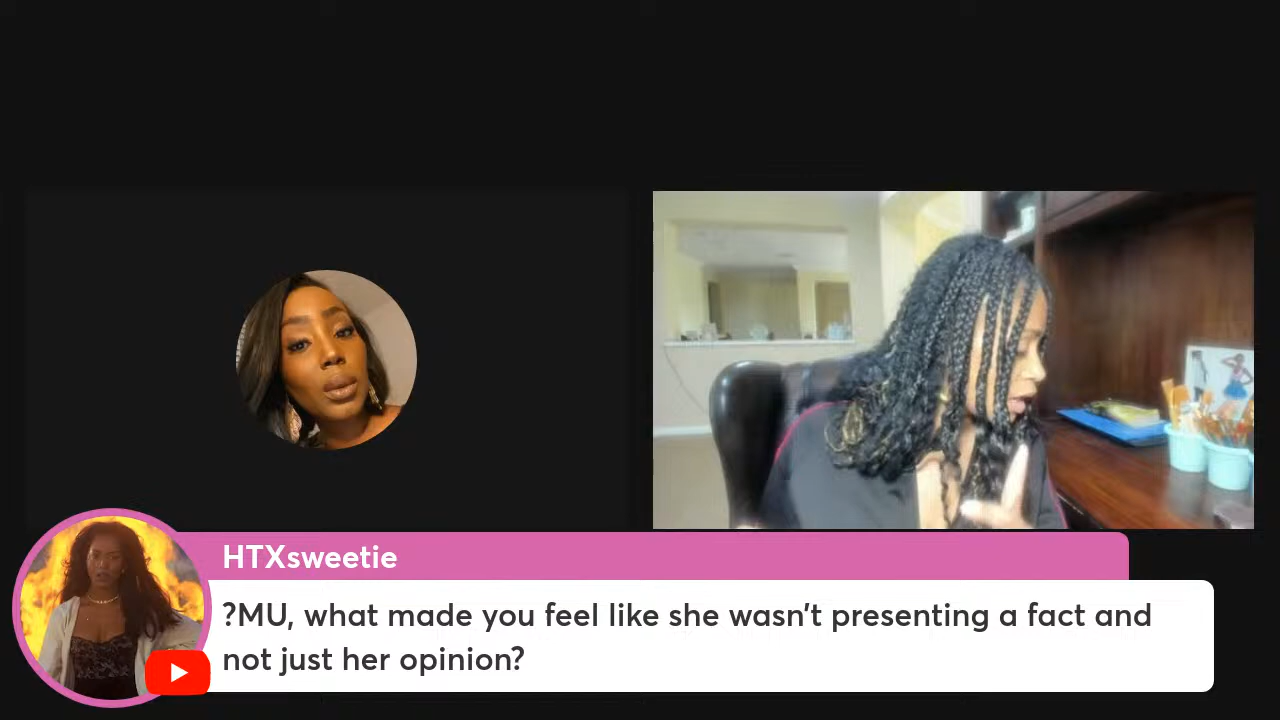 HTXsweetie
?MU, what made you feel like she wasn't presenting a fact and
not just her opinion?